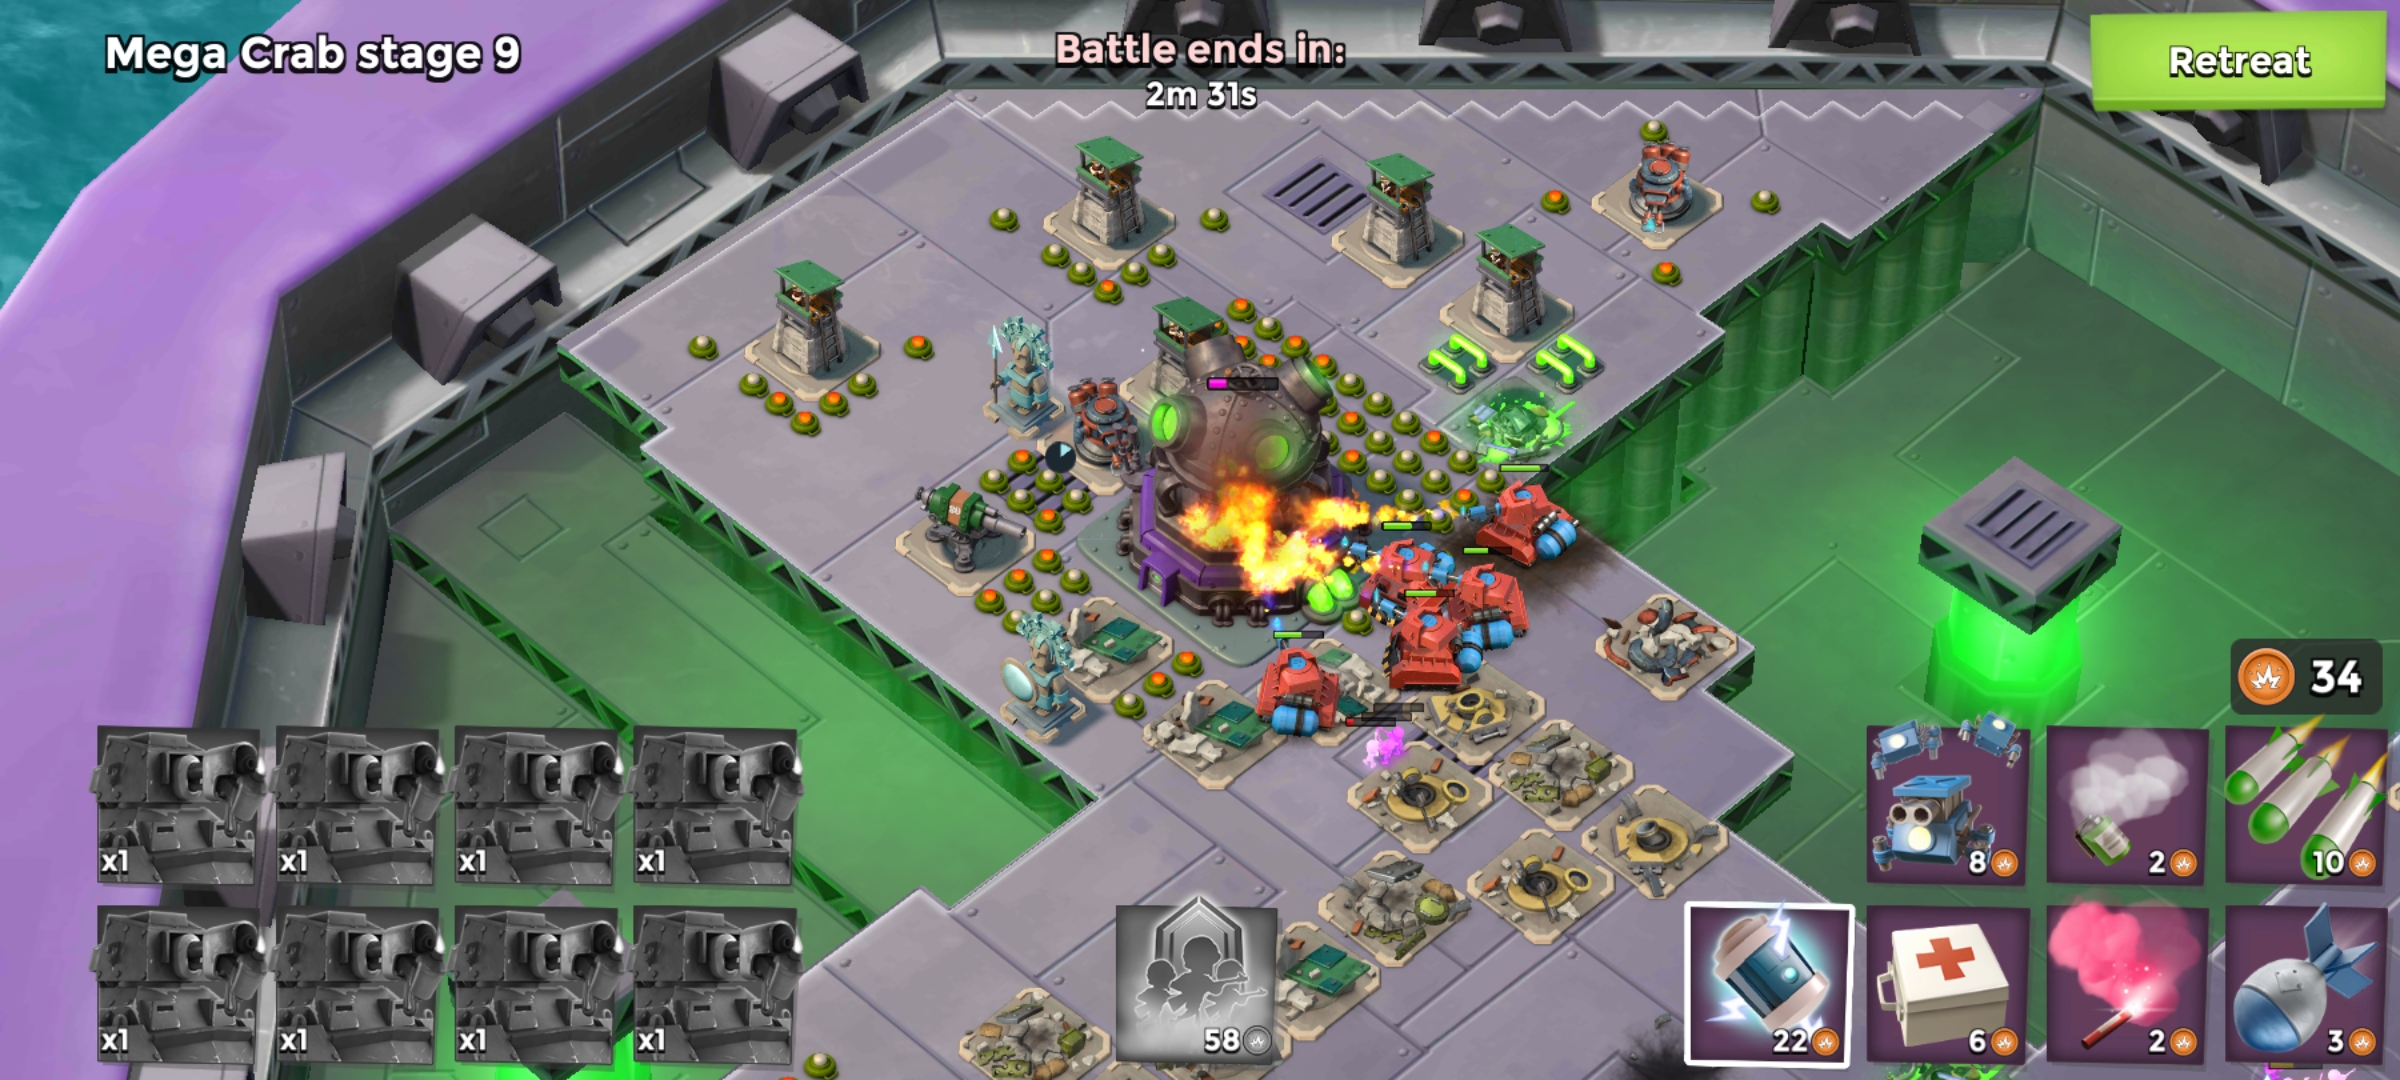 Mega Crab stage 9
Battle ends in:
2m 31s
Retreat
34
8
2
10
x1
x1
x1
x1
x1
x1
x1
x1
58
22
6
2
3